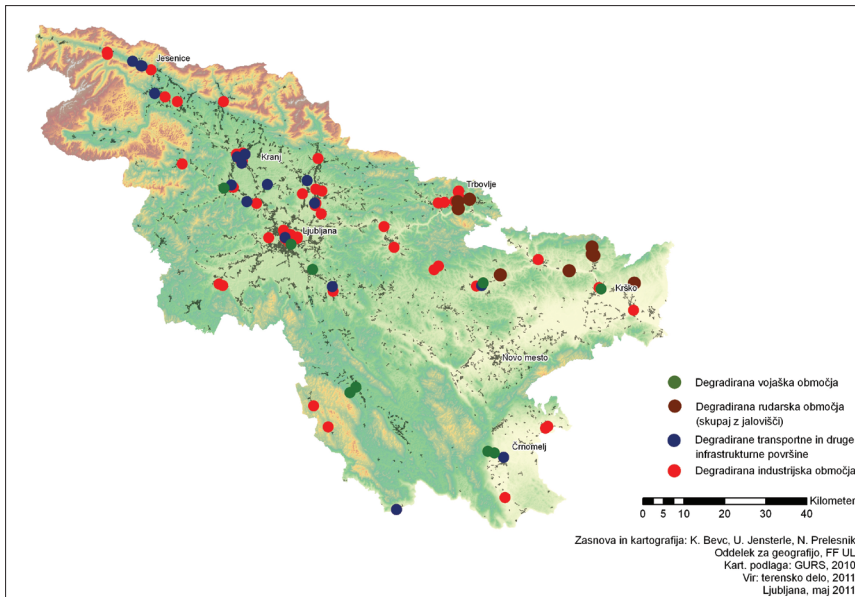 Jesenice
Kranj
Trbovlje
Ljubljana
Krško
Novo mesto
Črnomelj
Degradirana vojaška območja
Degradirana rudarska območja
(skupaj z jalovišči)
Degradirane transportne in druge
infrastrukturne površine
Degradirana industrijska območja
Kilometer
0 5 10 20 30 40
Zasnova in kartografija: K. Bevc, U. Jensterle, N. Prelesnik
Oddelek za geografijo, FF UL
Kart. podlaga: GURS, 2010
Vir: terensko delo, 2011
Ljubljana, maj 2011